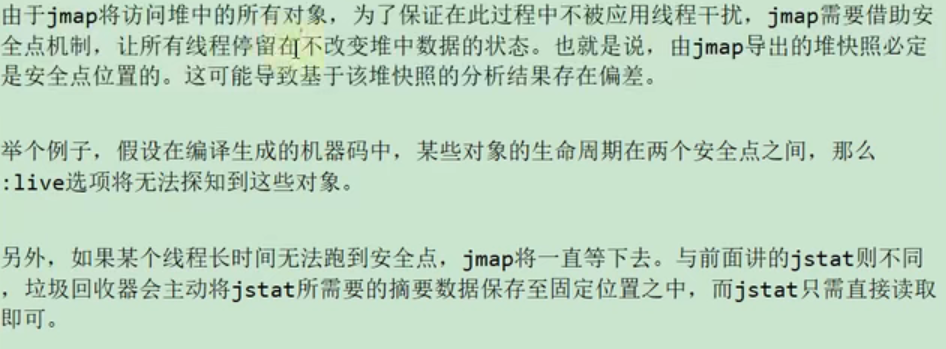 由于jmap将访问堆中的所有对象，为了保证在此过程中不被应用线程干扰，jmap需要借助安
全点机制，让所有线程停留在不改变堆中数据的状态。也就是说，由jmap导出的堆快照必定
是安全点位置的。这可能导致基于该堆快照的分析结果存在偏差。
举个例子，假设在编译生成的机器码中，某些对象的生命周期在两个安全点之间，那么
:live选项将无法探知到这些对象。
另外，如果某个线程长时间无法跑到安全点，jmap将一直等下去。与前面讲的jstat则不同
，垃圾回收器会主动将jstat所需要的摘要数据保存至固定位置之中，而jstat只需直接读取
即可。